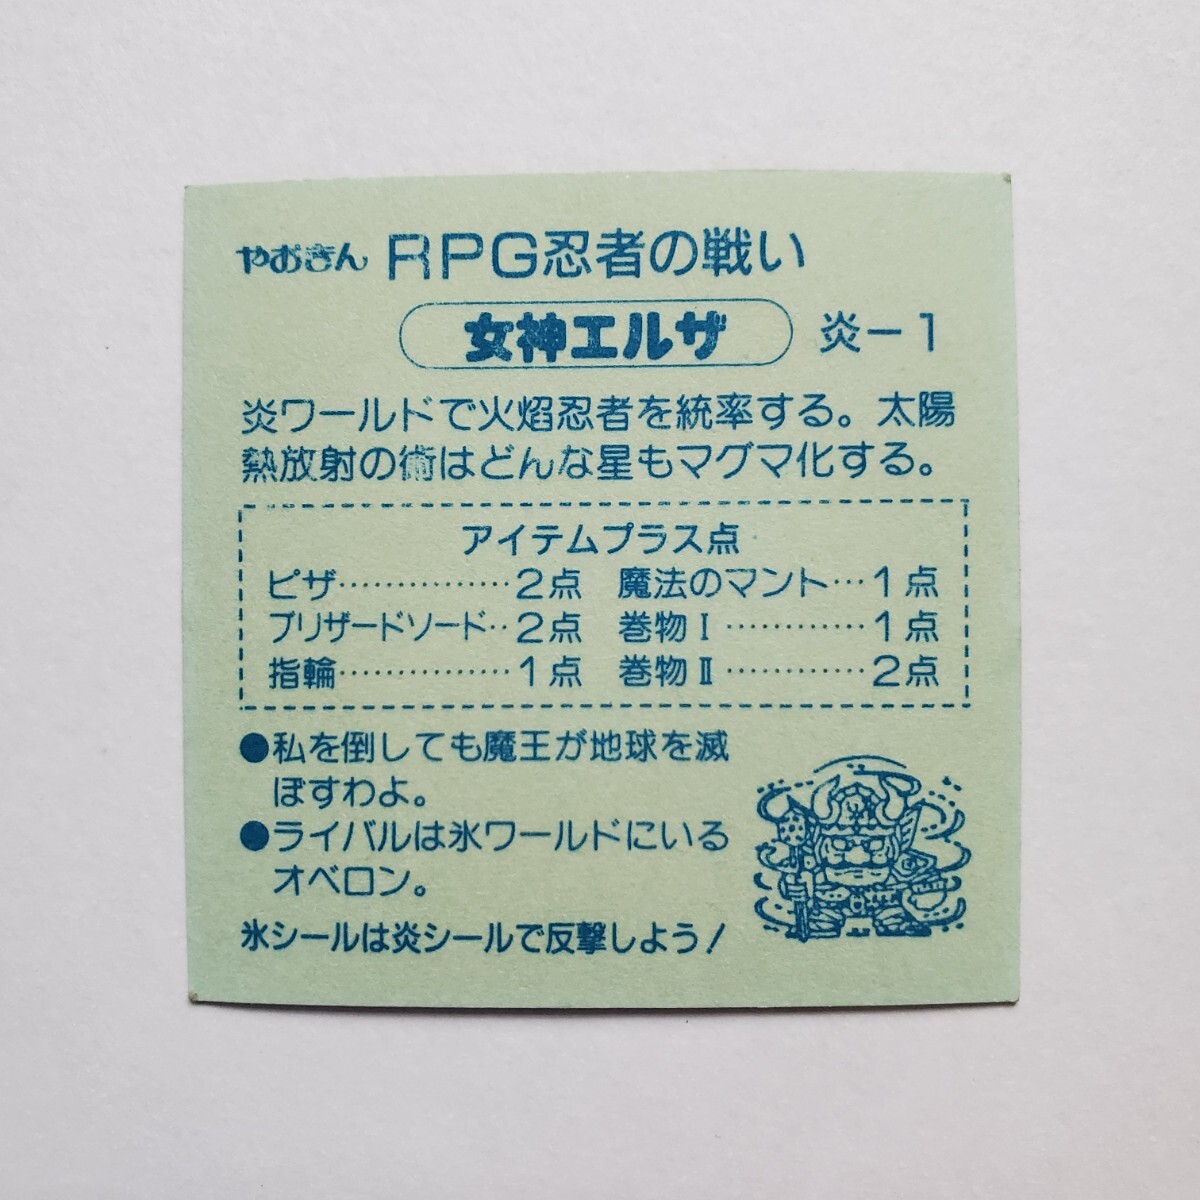 やおきん RPG忍者の戦い
女神エルザ 炎－1
炎ワールドで火焰忍者を統率する。太陽
熱放射の術はどんな星もマグマ化する。
アイテムプラス点
ピザ……………2点 魔法のマント…1点
ブリザードソード‥2点 巻物Ⅰ…………1点
指輪……………1点 巻物Ⅱ…………2点
●私を倒しても魔王が地球を滅
ぼすわよ。
●ライバルは氷ワールドにいる
オベロン。
氷シールは炎シールで反撃しよう！